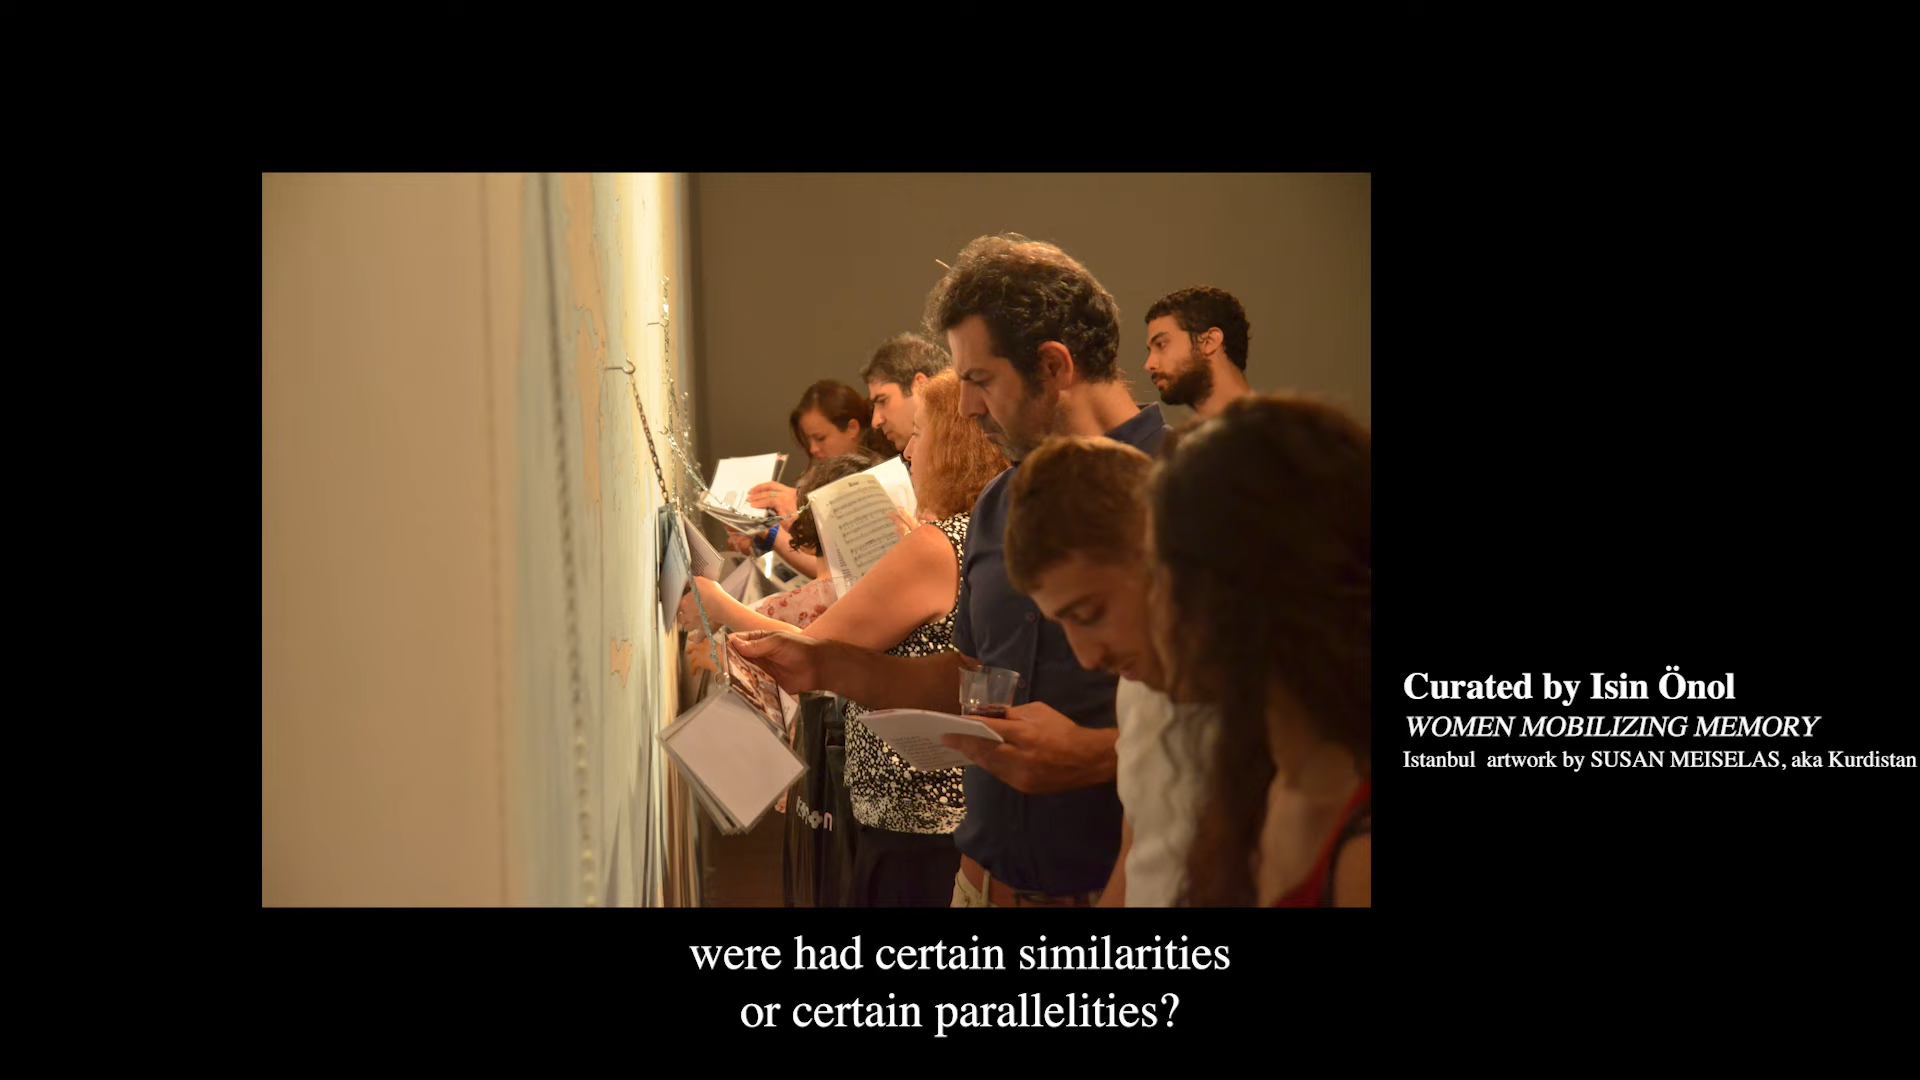 Curated by Isin Önol
WOMEN MOBILIZING MEMORY
Istanbul  artwork by SUSAN MEISELAS, aka Kurdistan
were had certain similarities
or certain parallelities?